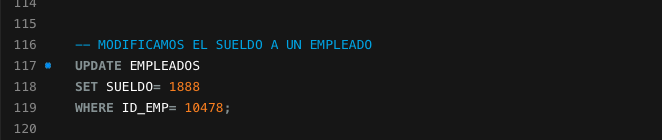 114
115
116 -- MODIFICAMOS EL SUELDO A UN EMPLEADO
117 UPDATE EMPLEADOS
118 SET SUELDO= 1888
119 WHERE ID_EMP= 10478;
120